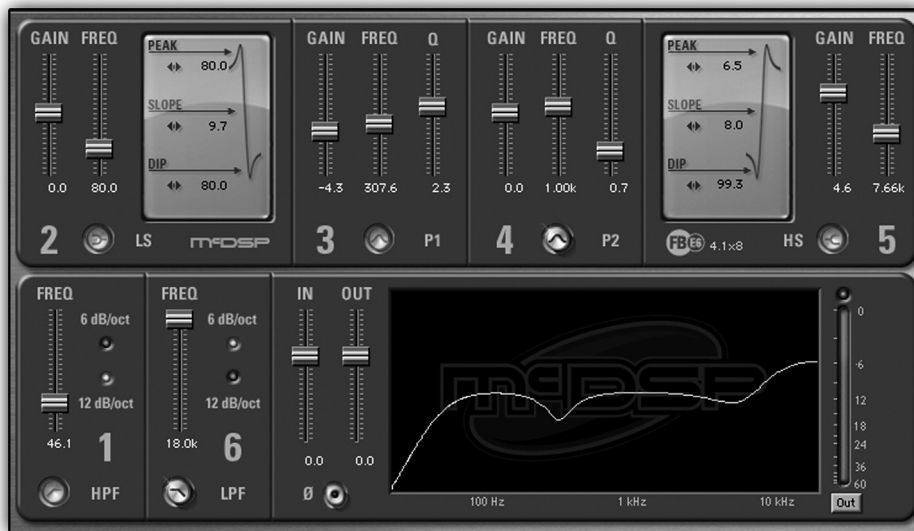 GAIN FREQ
PEAK
80.0
SLOPE
9.7
DIP
80.0
0.0 80.0
2 LS McDSP
GAIN FREQ Q
-4.3 307.6 2.3
3 P1
GAIN FREQ Q
0.0 1.00k 0.7
4 P2
PEAK
6.5
SLOPE
8.0
DIP
99.3
GAIN FREQ
4.6 7.66k
FB E6 4.1x8 HS 5
FREQ
6 dB/oct
12 dB/oct
46.1
1
HPF
FREQ
6 dB/oct
12 dB/oct
18.0k
6
LPF
IN OUT
0.0 0.0
Ø
McDSP
100 Hz 1 kHz 10 kHz
0
-6
12
18
24
36
60
Out